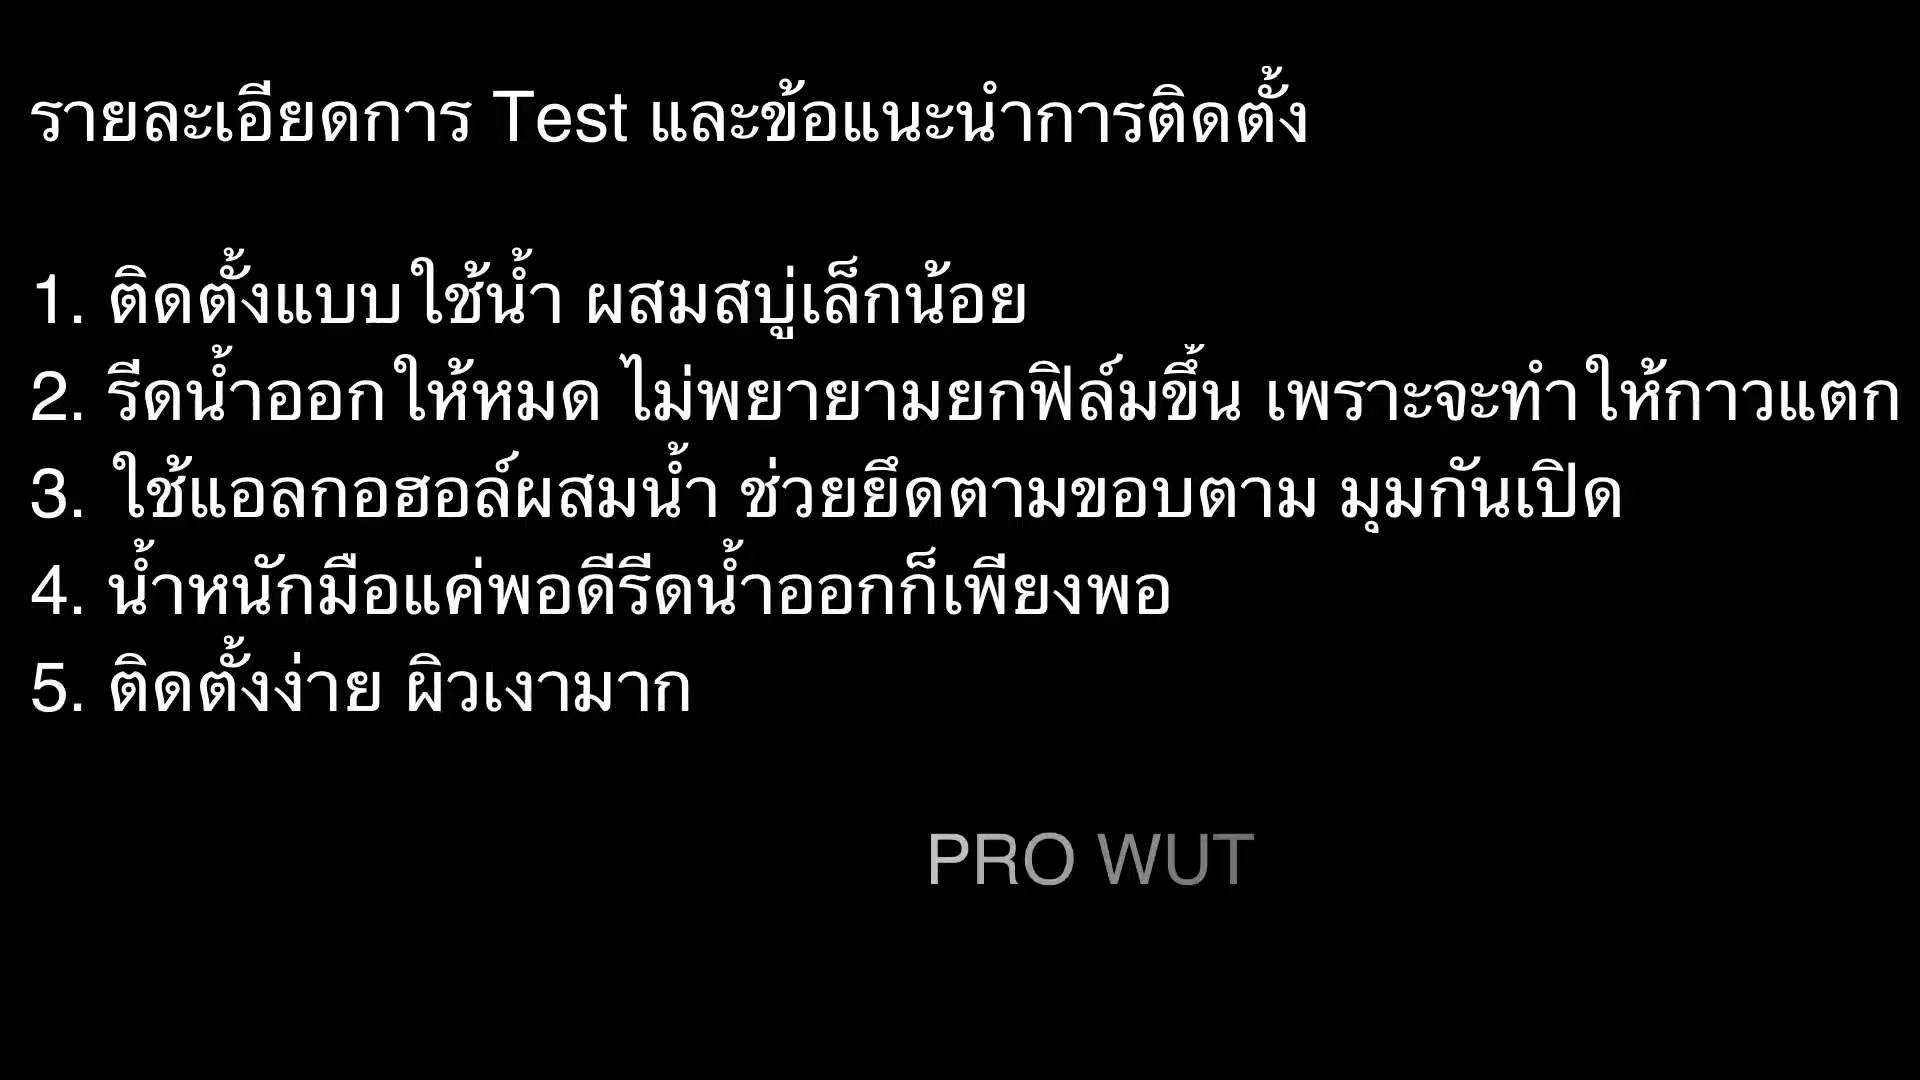 รายละเอียดการ Test และข้อแนะนำการติดตั้ง
1. ติดตั้งแบบใช้น้ำ ผสมสบู่เล็กน้อย
2. รีดน้ำออกให้หมด ไม่พยายามยกฟิล์มขึ้น เพราะจะทำให้กาวแตก
3. ใช้แอลกอฮอล์ผสมน้ำ ช่วยยึดตามขอบตาม มุมกันเปิด
4. น้ำหนักมือแค่พอดีรีดน้ำออกก็เพียงพอ
5. ติดตั้งง่าย ผิวเงามาก
PRO WUT